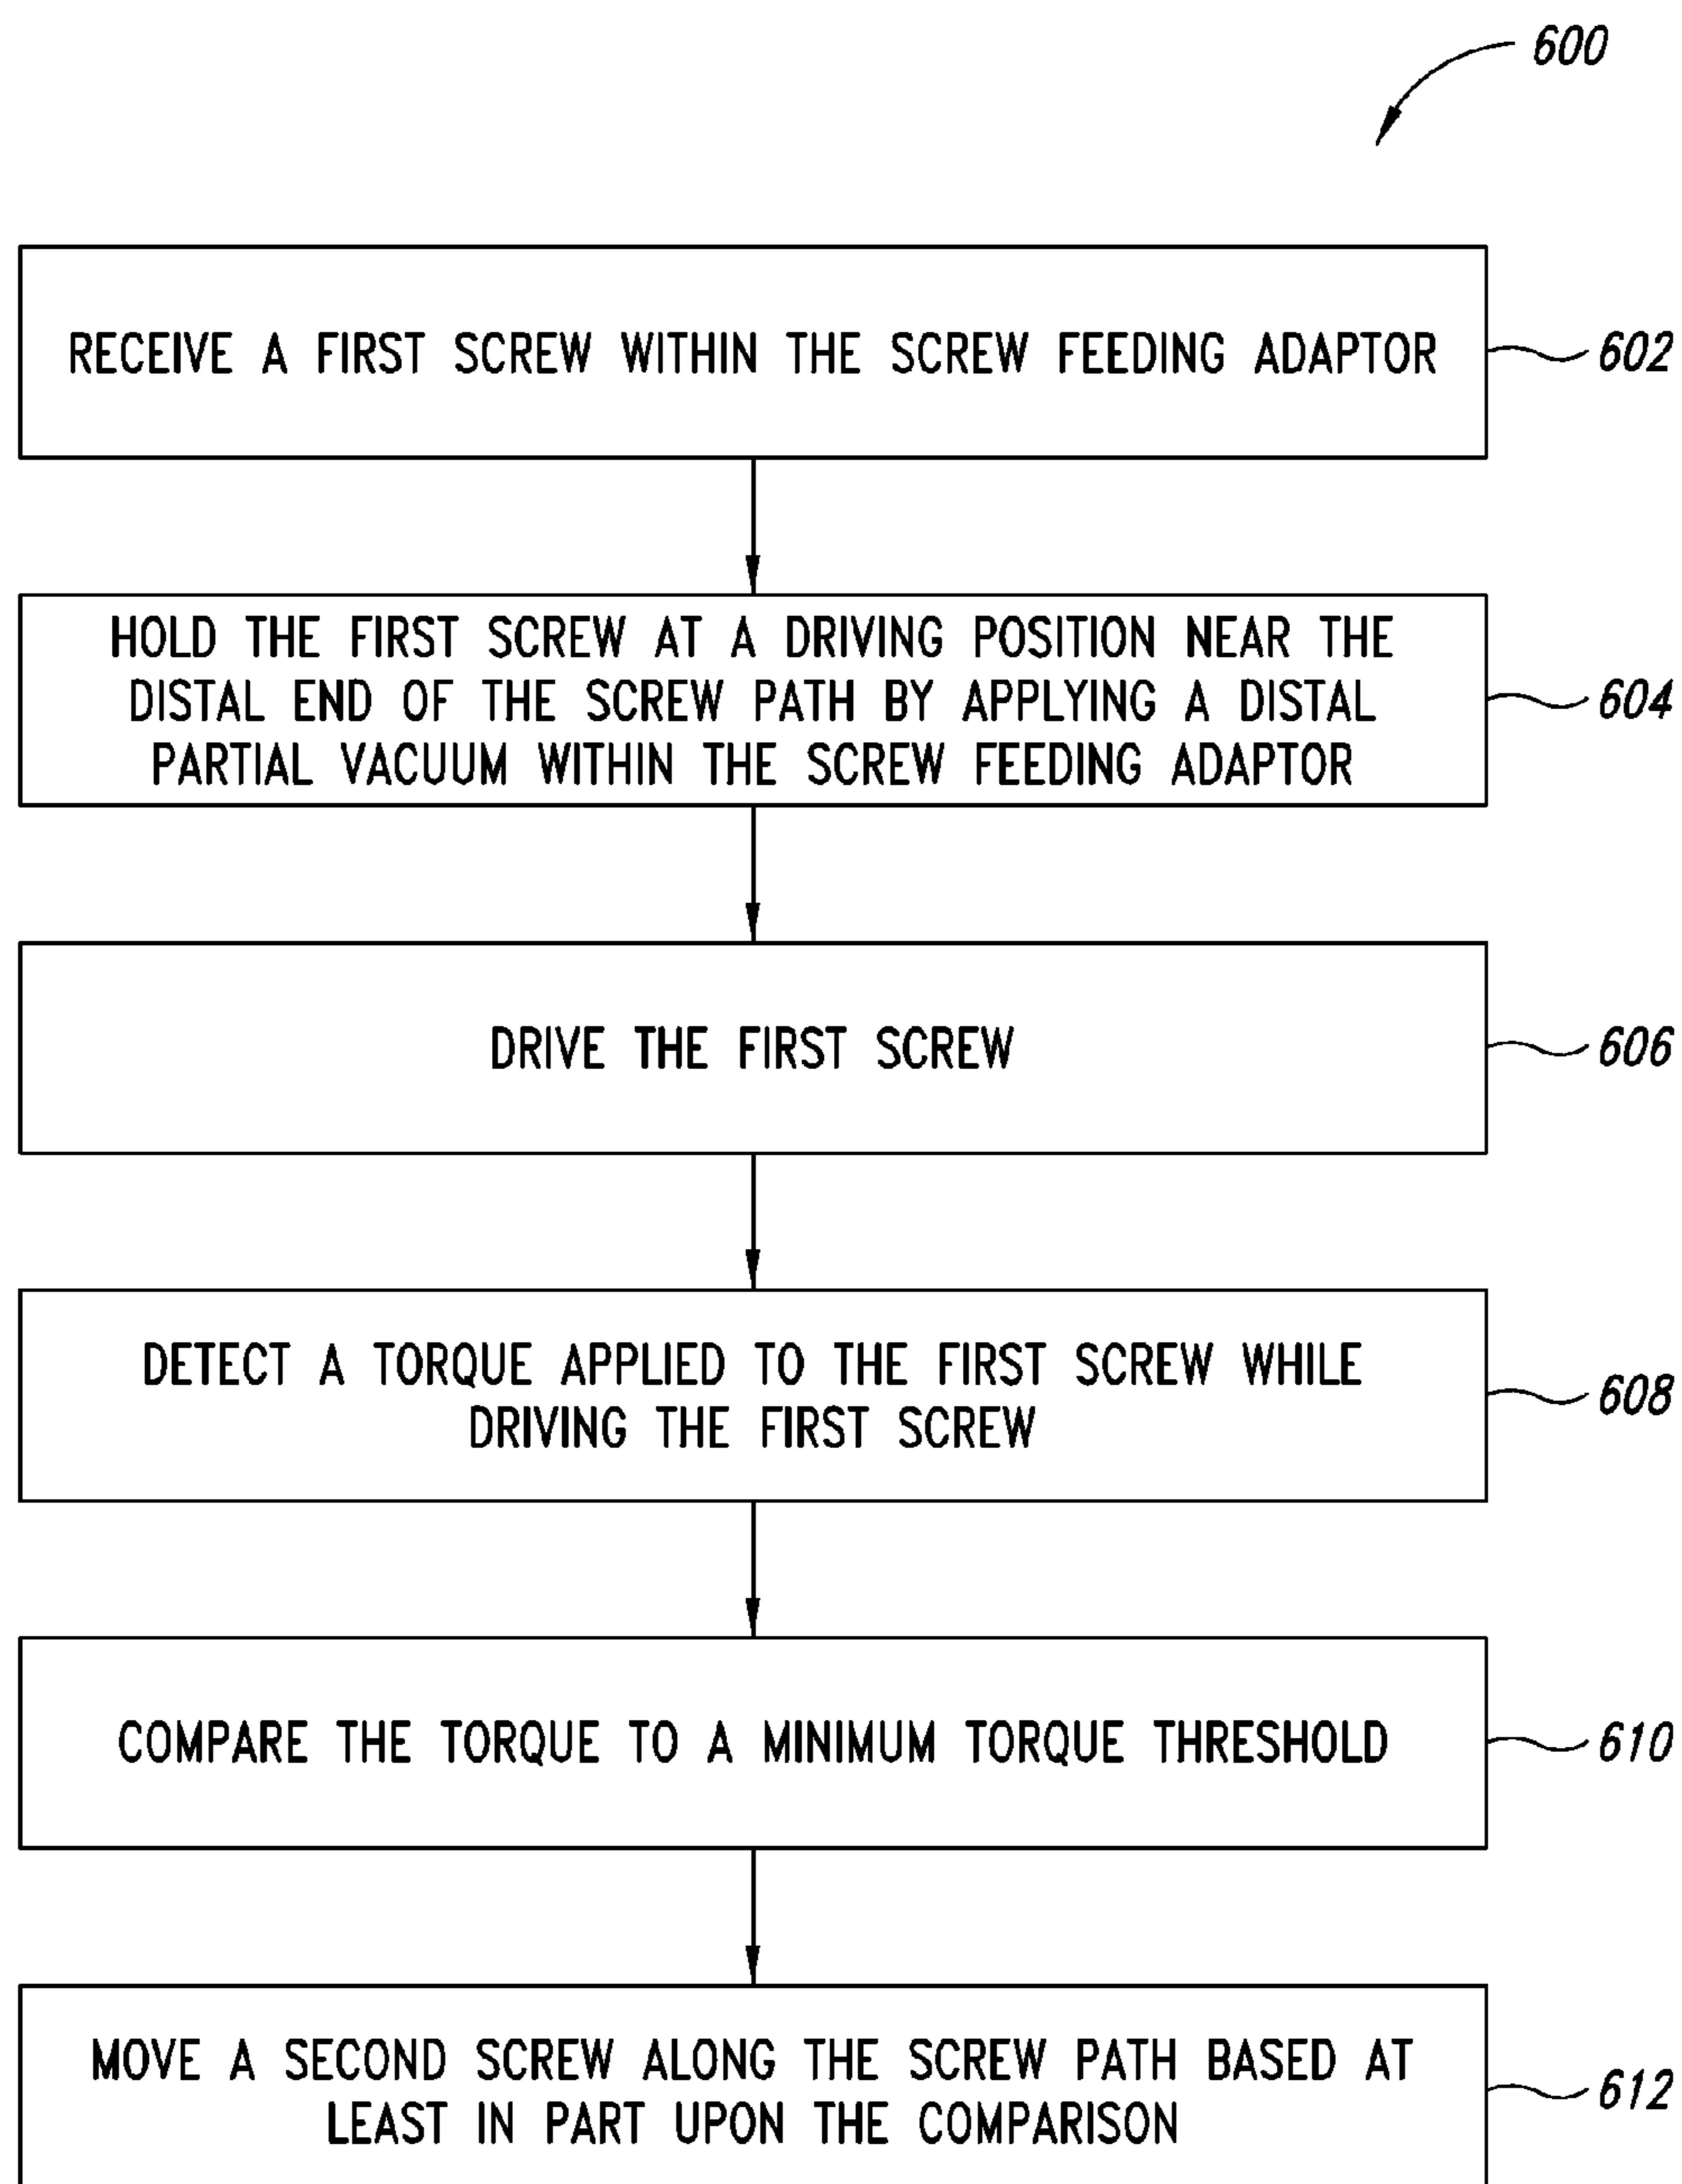 600
RECEIVE A FIRST SCREW WITHIN THE SCREW FEEDING ADAPTOR
602
HOLD THE FIRST SCREW AT A DRIVING POSITION NEAR THE
DISTAL END OF THE SCREW PATH BY APPLYING A DISTAL
PARTIAL VACUUM WITHIN THE SCREW FEEDING ADAPTOR
604
DRIVE THE FIRST SCREW
606
DETECT A TORQUE APPLIED TO THE FIRST SCREW WHILE
DRIVING THE FIRST SCREW
608
COMPARE THE TORQUE TO A MINIMUM TORQUE THRESHOLD
610
MOVE A SECOND SCREW ALONG THE SCREW PATH BASED AT
LEAST IN PART UPON THE COMPARISON
612